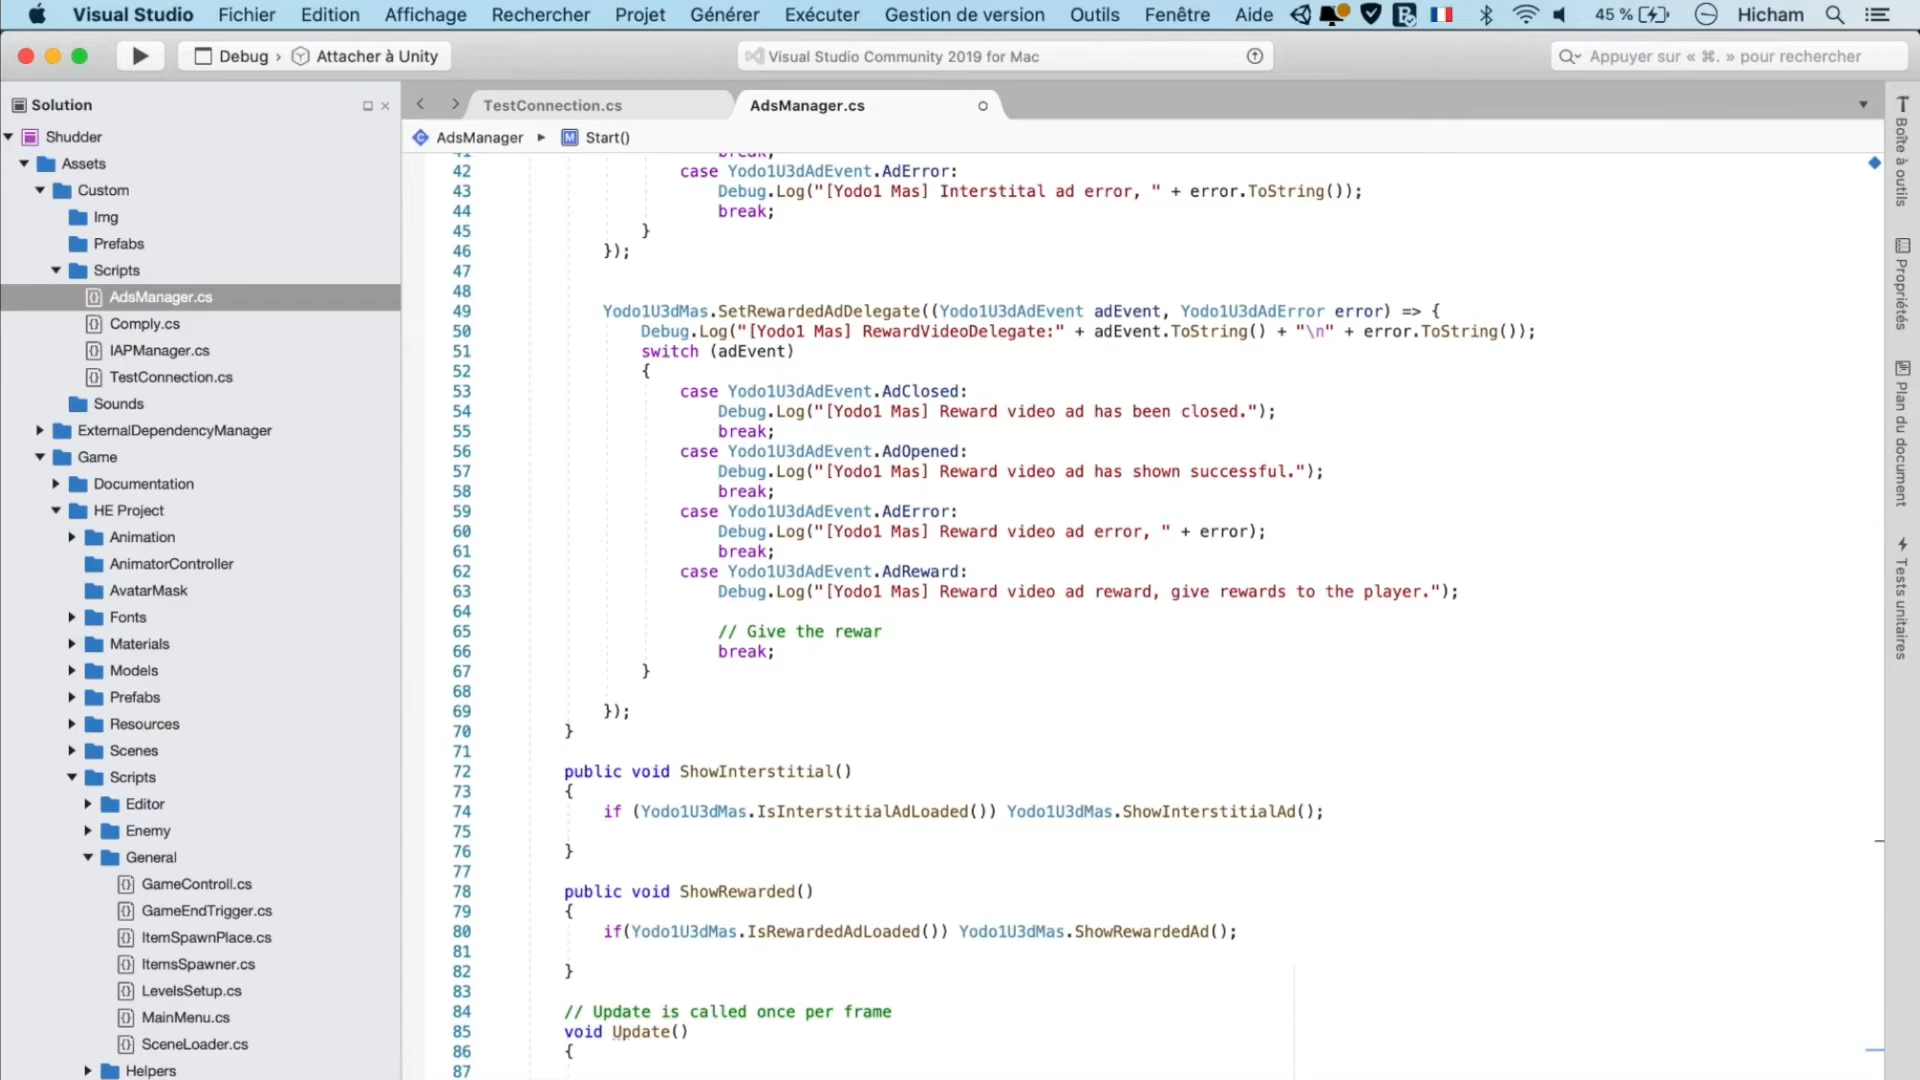 Visual Studio Fichier Edition Affichage Rechercher Projet Générer Exécuter Gestion de version Outils Fenêtre Aide 45 % Hicham
Debug › Attacher à Unity
Visual Studio Community 2019 for Mac
Appuyer sur « ⌘. » pour rechercher
Solution
Shudder
Assets
Custom
Img
Prefabs
Scripts
AdsManager.cs
Comply.cs
IAPManager.cs
TestConnection.cs
Sounds
ExternalDependencyManager
Game
Documentation
HE Project
Animation
AnimatorController
AvatarMask
Fonts
Materials
Models
Prefabs
Resources
Scenes
Scripts
Editor
Enemy
General
GameControll.cs
GameEndTrigger.cs
ItemSpawnPlace.cs
ItemsSpawner.cs
LevelsSetup.cs
MainMenu.cs
SceneLoader.cs
Helpers
TestConnection.cs
AdsManager.cs
AdsManager ▸ M Start()
41 break;
42 case Yodo1U3dAdEvent.AdError:
43 Debug.Log("[Yodo1 Mas] Interstital ad error, " + error.ToString());
44 break;
45 }
46 });
47
48
49 Yodo1U3dMas.SetRewardedAdDelegate((Yodo1U3dAdEvent adEvent, Yodo1U3dAdError error) => {
50 Debug.Log("[Yodo1 Mas] RewardVideoDelegate:" + adEvent.ToString() + "\n" + error.ToString());
51 switch (adEvent)
52 {
53 case Yodo1U3dAdEvent.AdClosed:
54 Debug.Log("[Yodo1 Mas] Reward video ad has been closed.");
55 break;
56 case Yodo1U3dAdEvent.AdOpened:
57 Debug.Log("[Yodo1 Mas] Reward video ad has shown successful.");
58 break;
59 case Yodo1U3dAdEvent.AdError:
60 Debug.Log("[Yodo1 Mas] Reward video ad error, " + error);
61 break;
62 case Yodo1U3dAdEvent.AdReward:
63 Debug.Log("[Yodo1 Mas] Reward video ad reward, give rewards to the player.");
64
65 // Give the rewar
66 break;
67 }
68
69 });
70 }
71
72 public void ShowInterstitial()
73 {
74 if (Yodo1U3dMas.IsInterstitialAdLoaded()) Yodo1U3dMas.ShowInterstitialAd();
75
76 }
77
78 public void ShowRewarded()
79 {
80 if(Yodo1U3dMas.IsRewardedAdLoaded()) Yodo1U3dMas.ShowRewardedAd();
81
82 }
83
84 // Update is called once per frame
85 void Update()
86 {
87
Boîte à outils
Propriétés
Plan du document
Tests unitaires